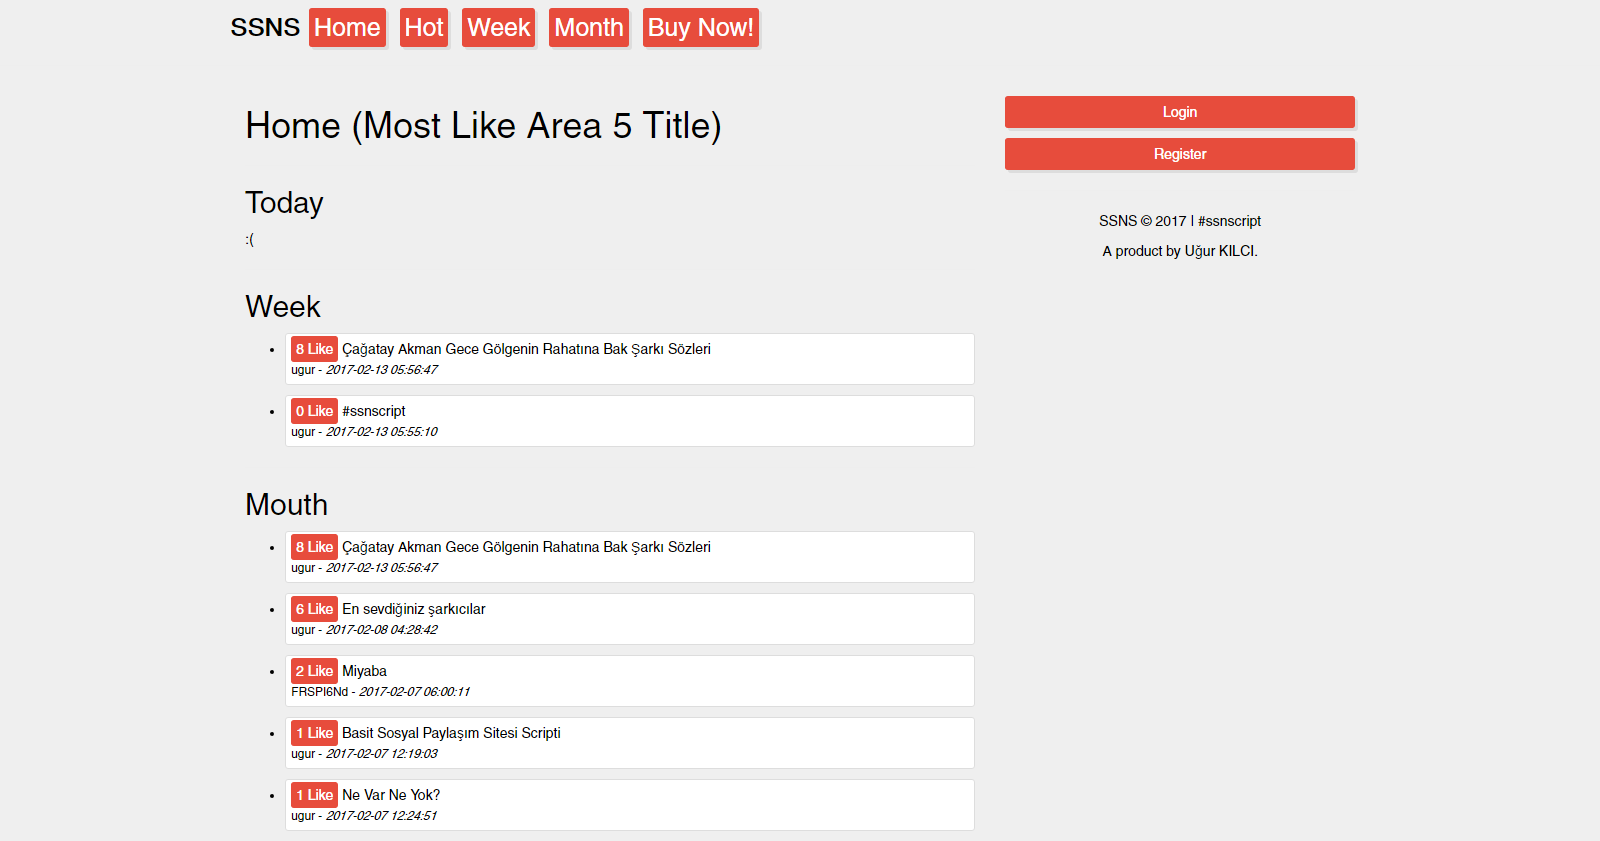 SSNS Home Hot Week Month Buy Now!
Home (Most Like Area 5 Title)
Today
:(
Week
8 Like Çağatay Akman Gece Gölgenin Rahatına Bak Şarkı Sözleri
ugur - 2017-02-13 05:56:47
0 Like #ssnscript
ugur - 2017-02-13 05:55:10
Mouth
8 Like Çağatay Akman Gece Gölgenin Rahatına Bak Şarkı Sözleri
ugur - 2017-02-13 05:56:47
6 Like En sevdiğiniz şarkıcılar
ugur - 2017-02-08 04:28:42
2 Like Miyaba
FRSPI6Nd - 2017-02-07 06:00:11
1 Like Basit Sosyal Paylaşım Sitesi Scripti
ugur - 2017-02-07 12:19:03
1 Like Ne Var Ne Yok?
ugur - 2017-02-07 12:24:51
Login
Register
SSNS © 2017 | #ssnscript
A product by Uğur KILCI.